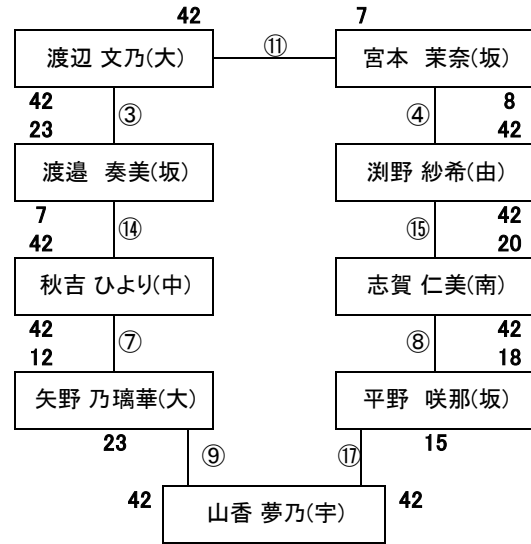 42 7
渡辺 文乃(大) ⑪ 宮本 茉奈(坂)
42 8
③ ④
23 42
渡邉 奏美(坂) 渕野 紗希(由)
7 42
⑭ ⑮
42 20
秋吉 ひより(中) 志賀 仁美(南)
42 42
⑦ ⑧
12 18
矢野 乃璃華(大) 平野 咲那(坂)
23 15
⑨ ⑰
42 42
山香 夢乃(宇)